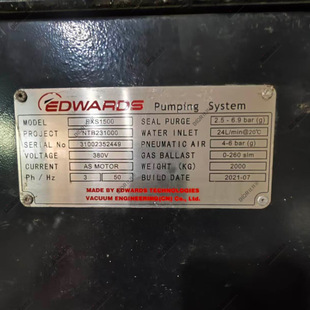 EDWARDS Pumping System
MODEL RXS1500 SEAL PURGE 2.5 - 6.9 bar (g)
PROJECT NTB231000 WATER INLET 24L/min@20℃
SERIAL No 31002352449 PNEUMATIC AIR 4-6 bar (g)
VOLTAGE 380V GAS BALLAST 0-260 slm
CURRENT AS MOTOR WEIGHT (KG) 2000
Ph / Hz 3 50 BUILD DATE 2021-07
MADE BY EDWARDS TECHNOLOGIES
VACUUM ENGINEERING Co., Ltd.